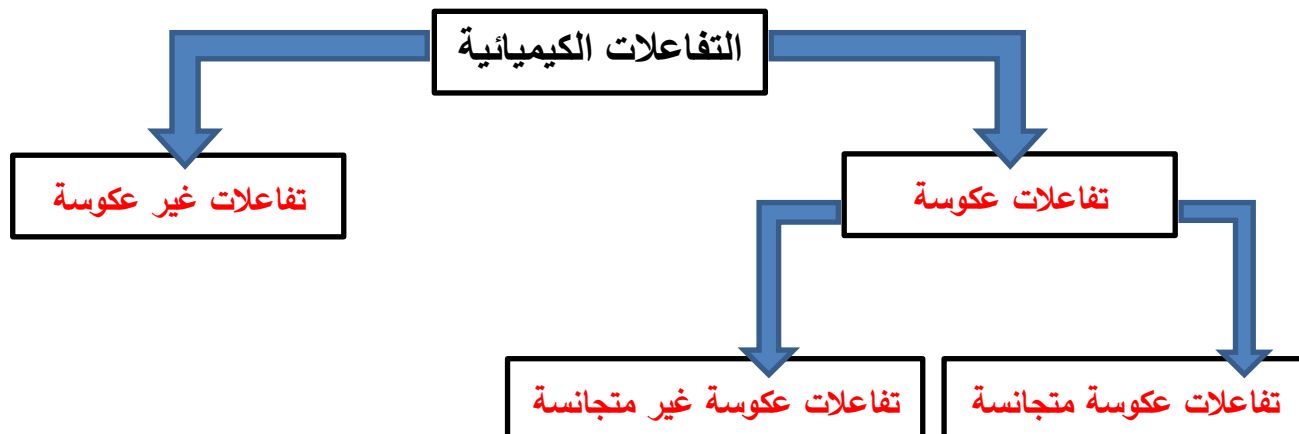 التفاعلات الكيميائية
تفاعلات عكوسة
تفاعلات غير عكوسة
تفاعلات عكوسة متجانسة
تفاعلات عكوسة غير متجانسة